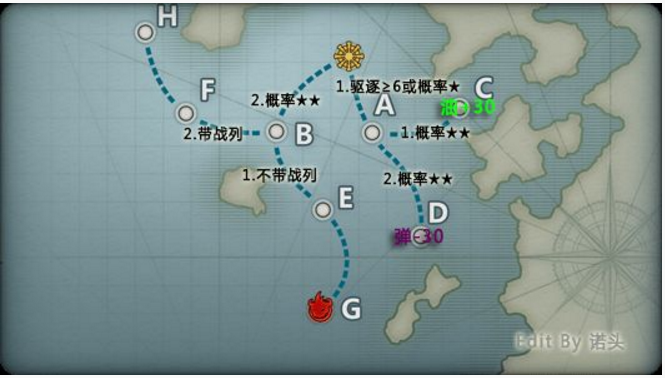 H
1.驱逐≥6或概率★
C
F
2.概率★★
A
油+30
2.带战列
B
1.概率★★
1.不带战列
2.概率★★
E
D
弹-30
G
Edit By 诺头